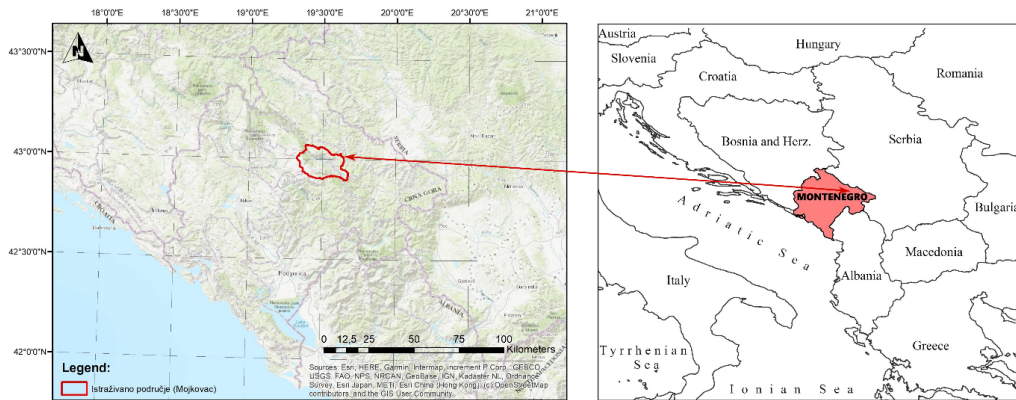 18°0'0"E 18°30'0"E 19°0'0"E 19°30'0"E 20°0'0"E 20°30'0"E 21°0'0"E
43°30'0"N
43°0'0"N
42°30'0"N
42°0'0"N
N
SERBIA
CRNA GORA
CROATIA
Podgorica
ALBANIA
0 12,5 25 50 75 100
Kilometers
Legend:
Istraživano područje (Mojkovac)
Sources: Esri, HERE, Garmin, Intermap, increment P Corp., GEBCO,
USGS, FAO, NPS, NRCAN, GeoBase, IGN, Kadaster NL, Ordnance
Survey, Esri Japan, METI, Esri China (Hong Kong), (c) OpenStreetMap
contributors, and the GIS User Community
Austria
Hungary
Slovenia
Croatia
Romania
Bosnia and Herz.
Serbia
MONTENEGRO
Bulgaria
Adriatic Sea
Macedonia
Italy
Albania
Greece
Tyrrhenian
Sea
Ionian Sea